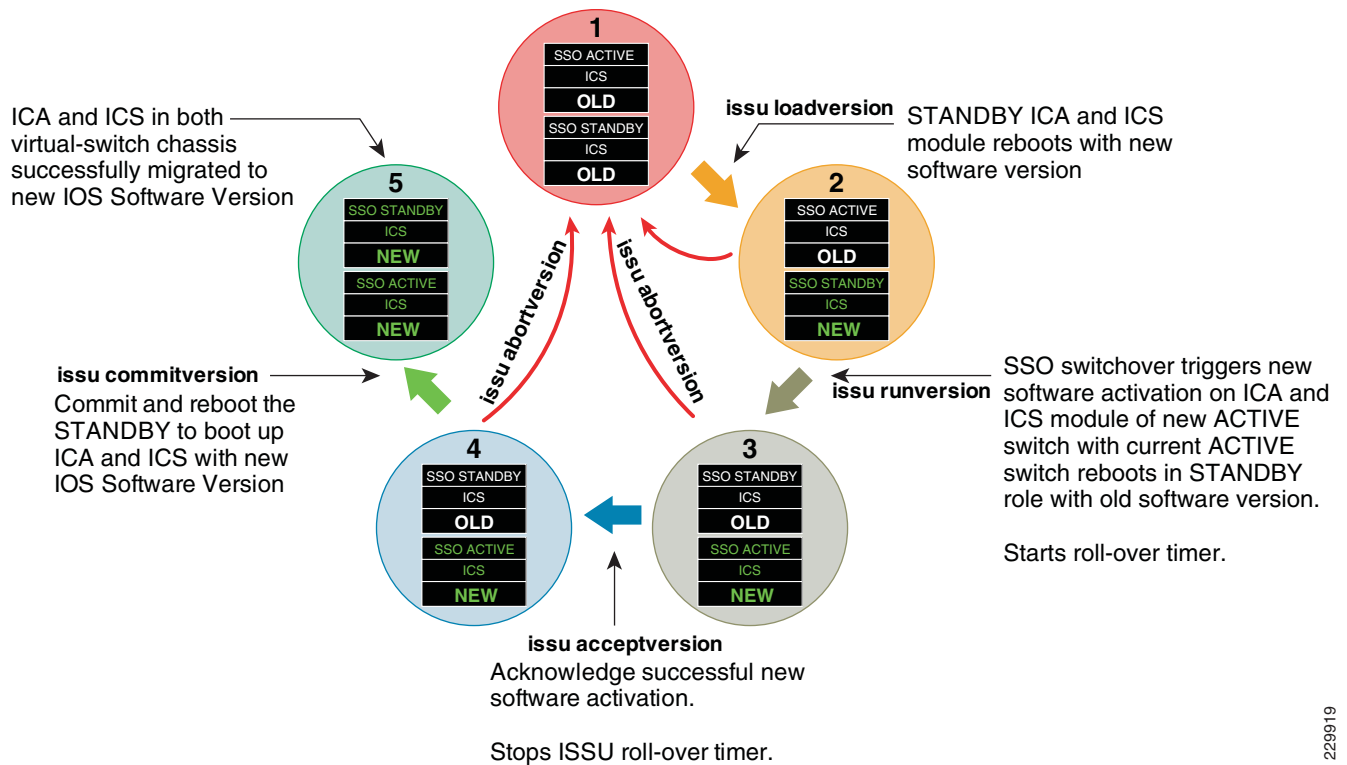 1
SSO ACTIVE
ICS
OLD
SSO STANDBY
ICS
OLD
issu loadversion
STANDBY ICA and ICS
module reboots with new
software version
ICA and ICS in both
virtual-switch chassis
successfully migrated to
new IOS Software Version
5
SSO STANDBY
ICS
NEW
SSO ACTIVE
ICS
NEW
2
SSO ACTIVE
ICS
OLD
SSO STANDBY
ICS
NEW
issu abortversion
issu abortversion
issu commitversion
Commit and reboot the
STANDBY to boot up
ICA and ICS with new
IOS Software Version
issu runversion
SSO switchover triggers new
software activation on ICA and
ICS module of new ACTIVE
switch with current ACTIVE
switch reboots in STANDBY
role with old software version.
Starts roll-over timer.
4
SSO STANDBY
ICS
OLD
SSO ACTIVE
ICS
NEW
3
SSO STANDBY
ICS
OLD
SSO ACTIVE
ICS
NEW
issu acceptversion
Acknowledge successful new
software activation.
Stops ISSU roll-over timer.
229919